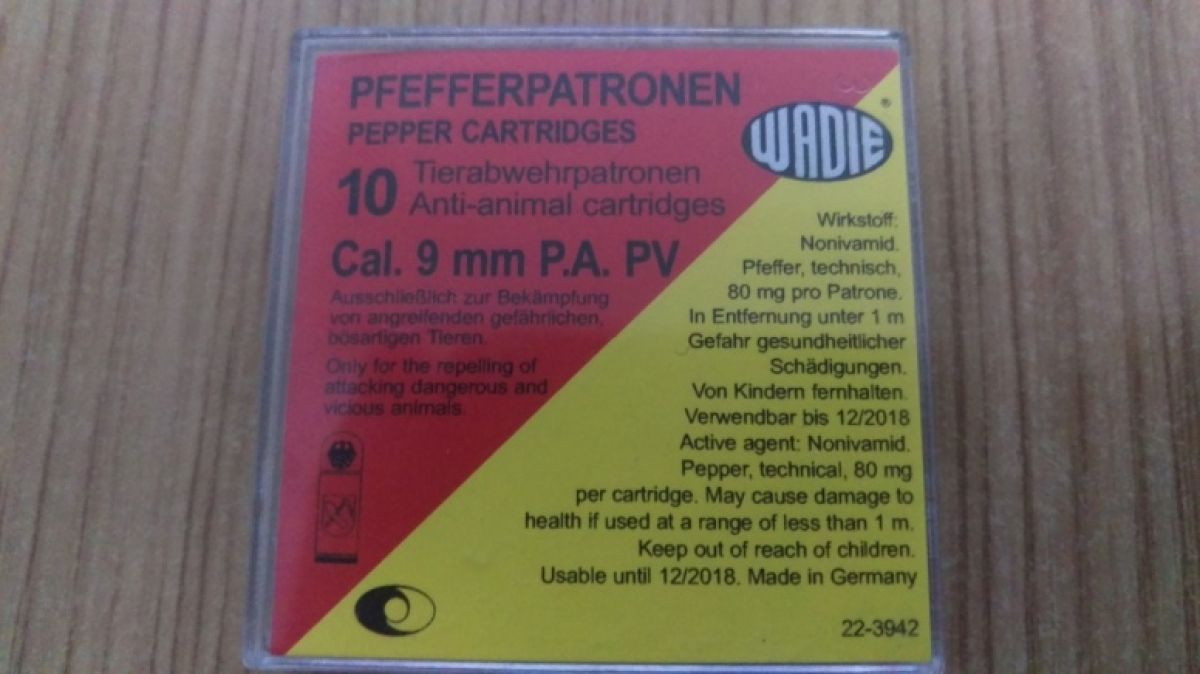 PFEFFERPATRONEN
PEPPER CARTRIDGES
10 Tierabwehrpatronen
Anti-animal cartridges
Cal. 9 mm P.A. PV
Ausschließlich zur Bekämpfung
von angreifenden gefährlichen,
bösartigen Tieren.
Only for the repelling of
attacking dangerous and
vicious animals.
WADIE ®
Wirkstoff:
Nonivamid.
Pfeffer, technisch,
80 mg pro Patrone.
In Entfernung unter 1 m
Gefahr gesundheitlicher
Schädigungen.
Von Kindern fernhalten.
Verwendbar bis 12/2018
Active agent: Nonivamid.
Pepper, technical, 80 mg
per cartridge. May cause damage to
health if used at a range of less than 1 m.
Keep out of reach of children.
Usable until 12/2018. Made in Germany
22-3942